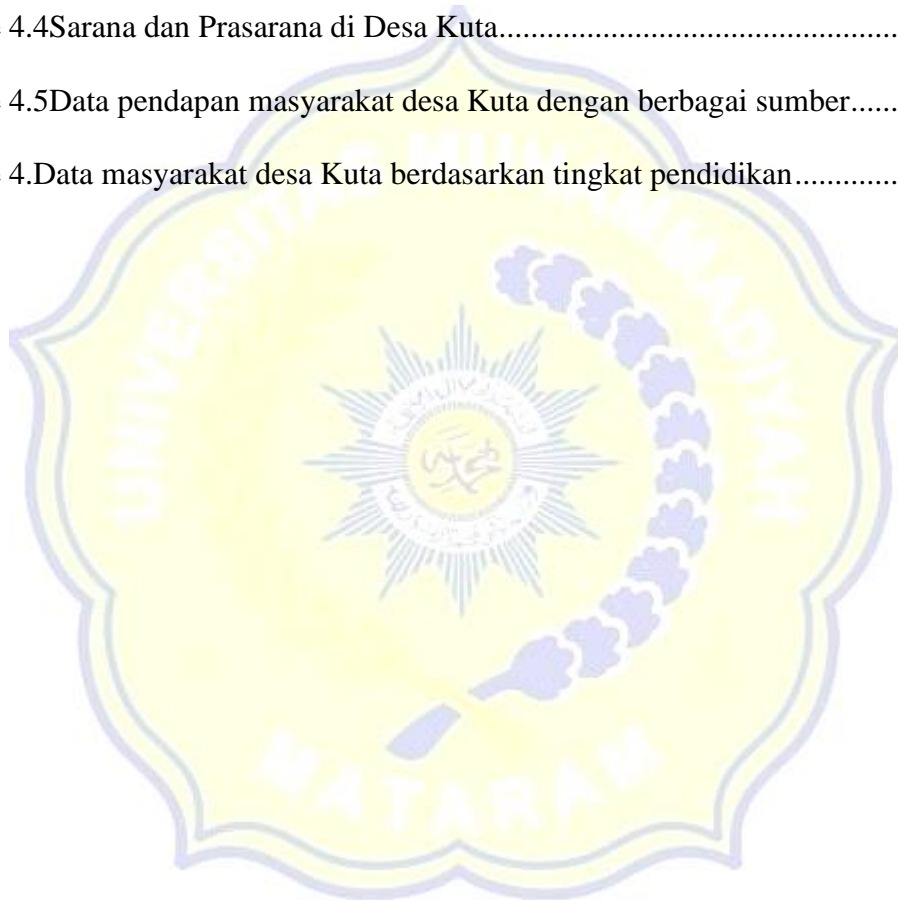 4.4Sarana dan Prasarana di Desa Kuta.................................................
4.5Data pendapan masyarakat desa Kuta dengan berbagai sumber......
4.Data masyarakat desa Kuta berdasarkan tingkat pendidikan.............
UNIVERSITAS MUHAMMADIYAH
MATARAM